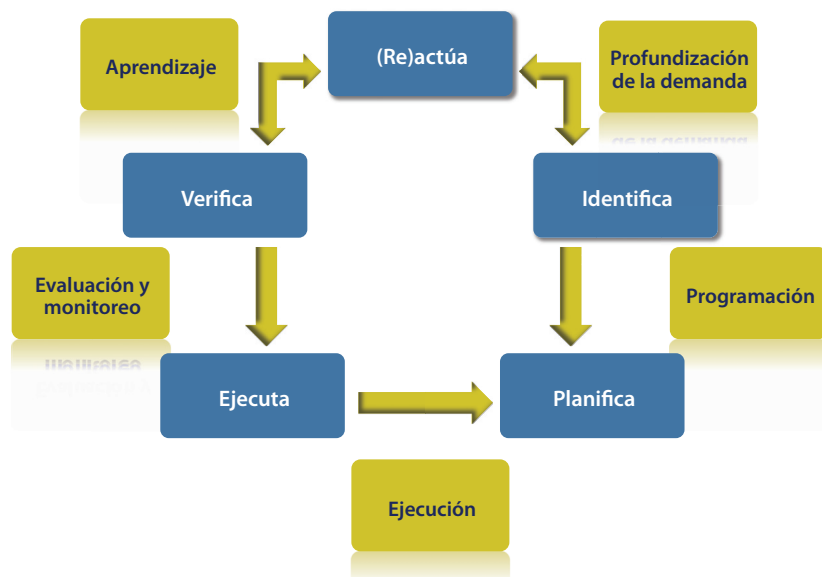 (Re)actúa
Aprendizaje
Profundización
de la demanda
Verifica
Identifica
Evaluación y
monitoreo
Programación
Ejecuta
Planifica
Ejecución